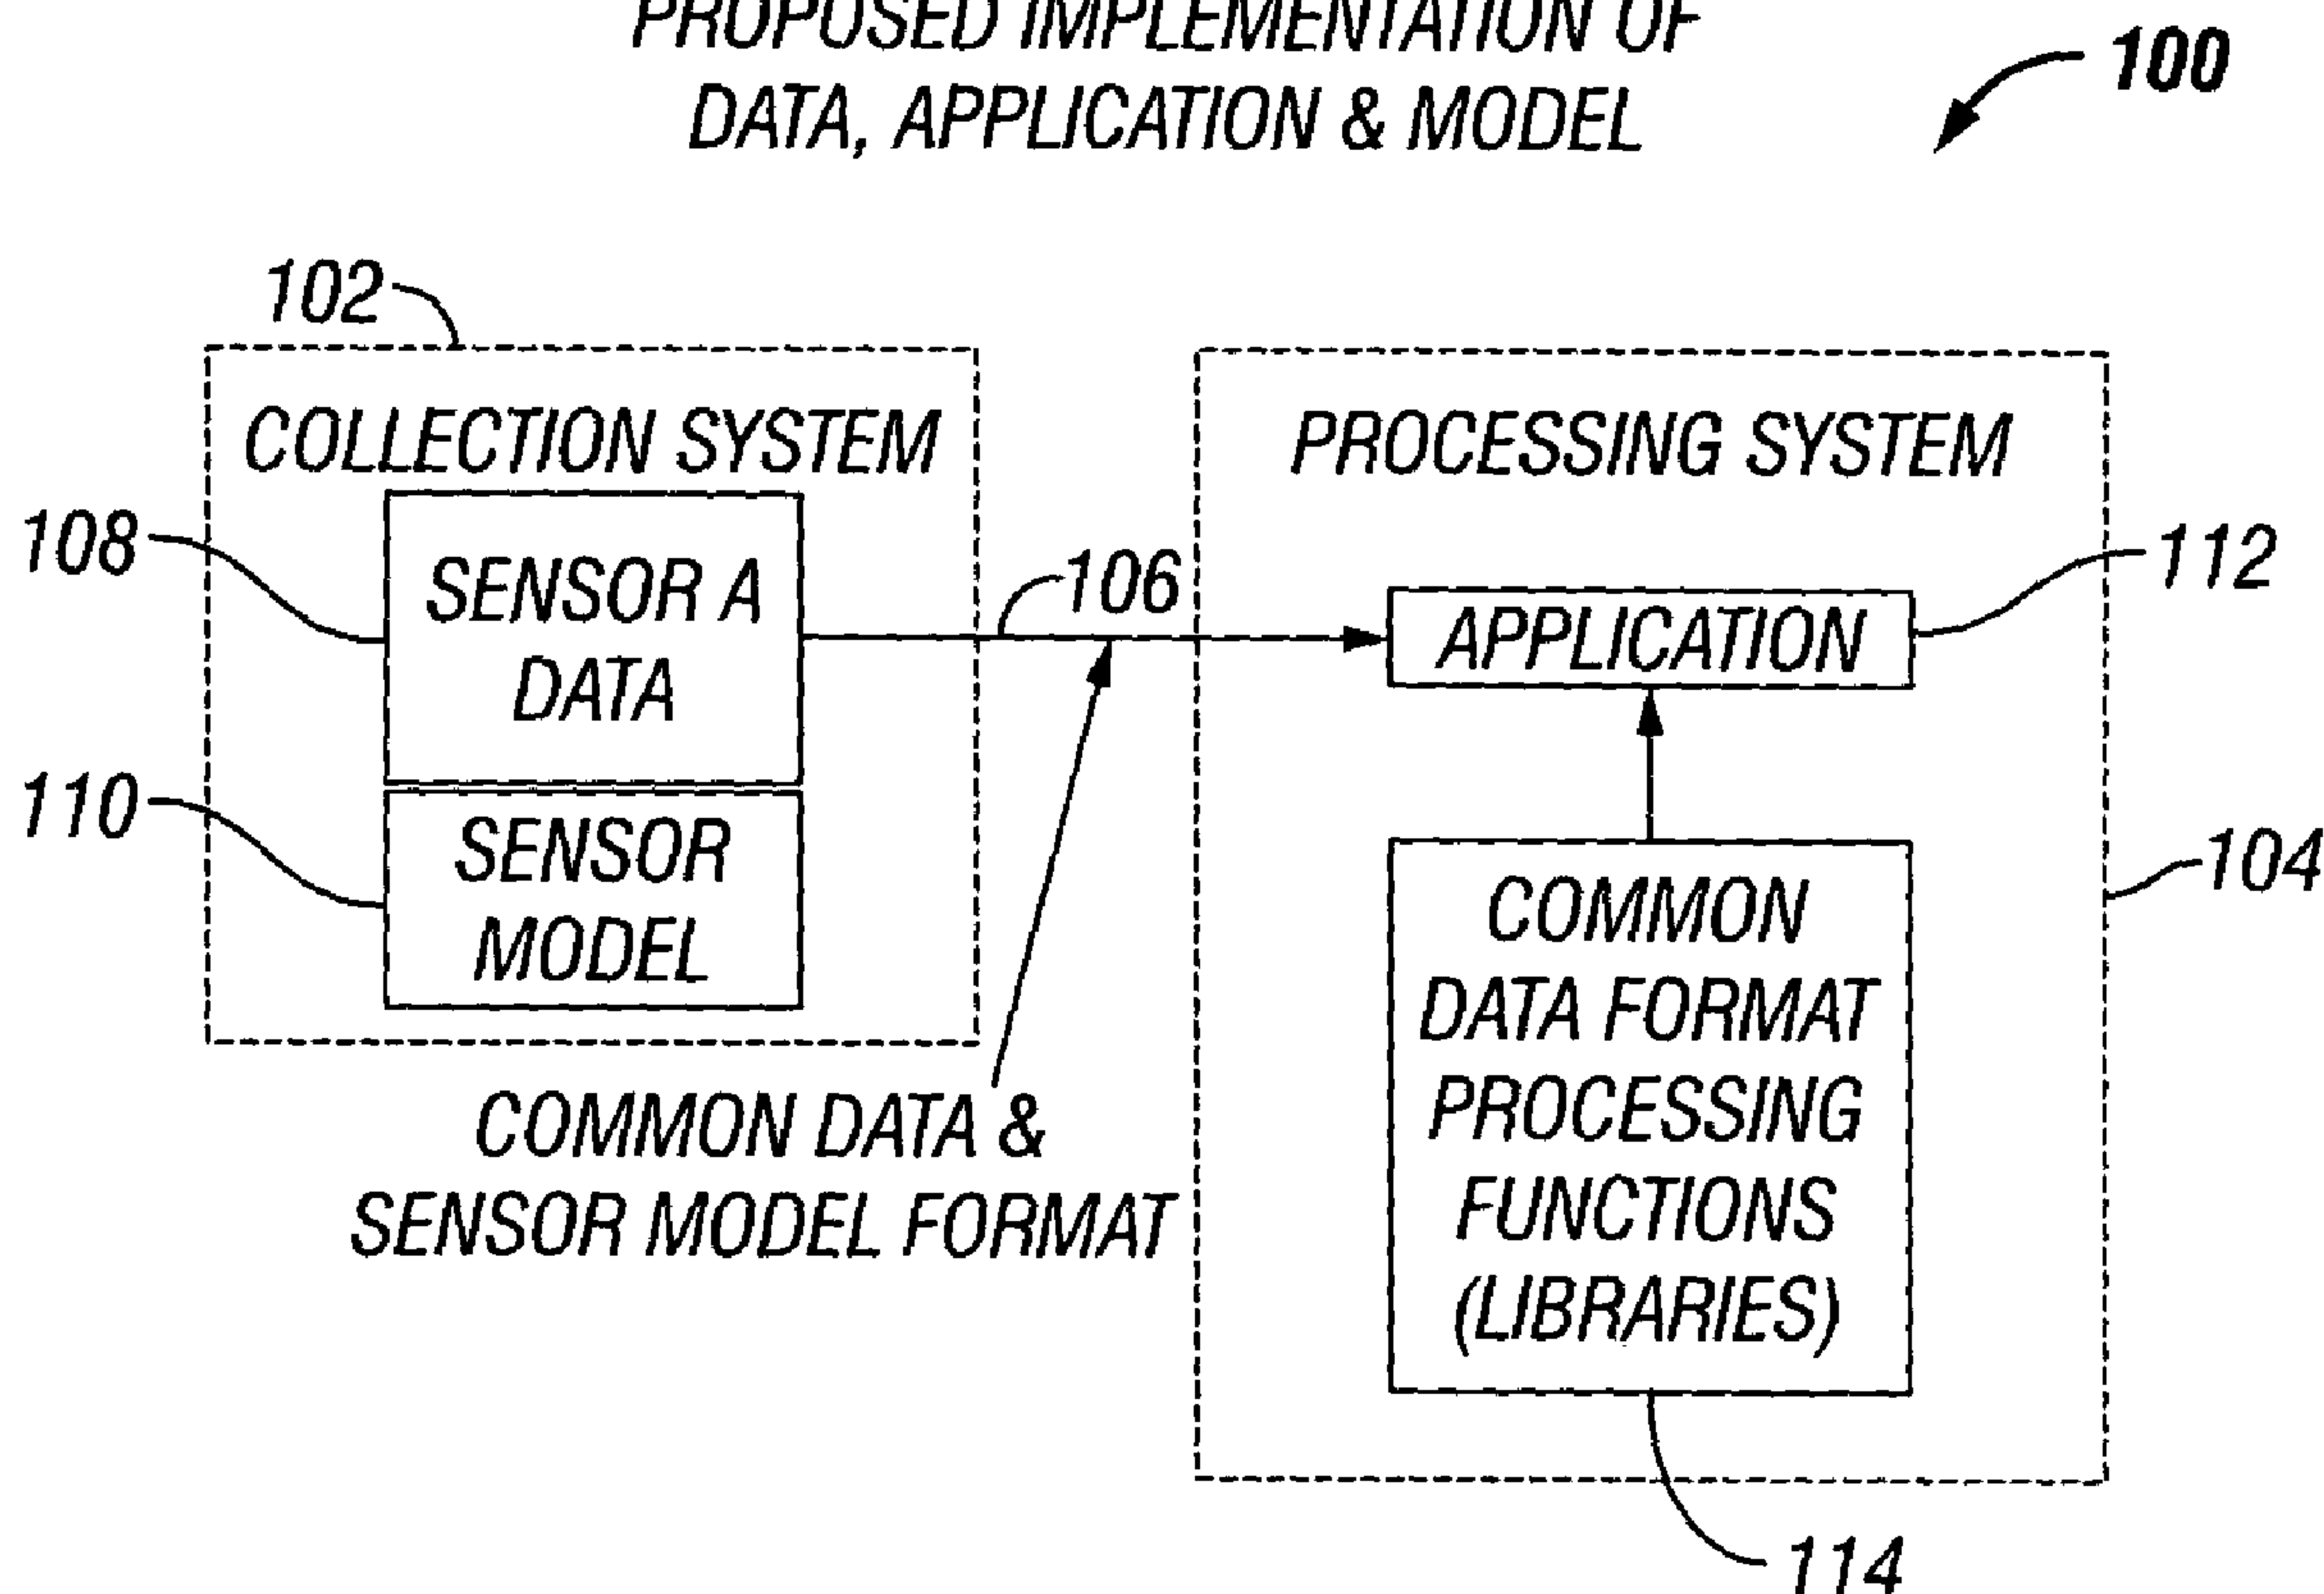 PROPOSED IMPLEMENTATION OF
DATA, APPLICATION & MODEL
100
102
COLLECTION SYSTEM
PROCESSING SYSTEM
108
SENSOR A
DATA
106
APPLICATION
112
110
SENSOR
MODEL
104
COMMON
DATA FORMAT
PROCESSING
FUNCTIONS
(LIBRARIES)
COMMON DATA &
SENSOR MODEL FORMAT
114